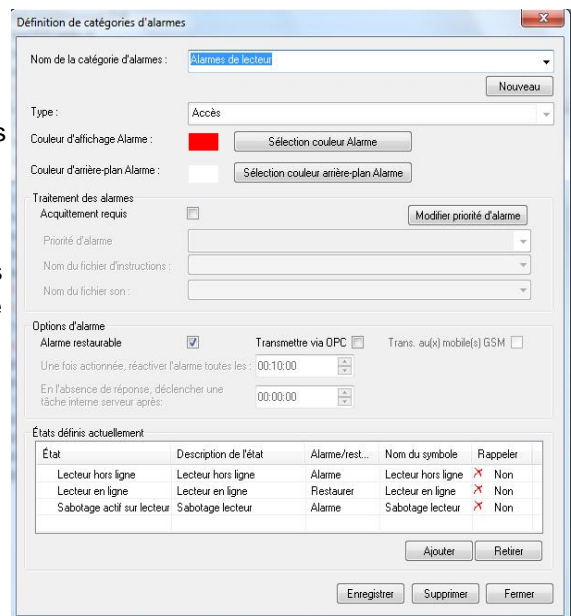 Définition de catégories d'alarmes
Nom de la catégorie d'alarmes :
Alarmes de lecteur
Nouveau
Type :
Accès
s
Couleur d'affichage Alarme :
Sélection couleur Alarme
Couleur d'arrière-plan Alarme :
Sélection couleur arrière-plan Alarme
Traitement des alarmes
Acquittement requis
Modifier priorité d'alarme
Priorité d'alarme
s
Nom du fichier d'instructions :
e
Nom du fichier son :
Options d'alarme
Alarme restaurable
Transmettre via OPC
Trans. au(x) mobile(s) GSM
Une fois actionnée, réactiver l'alarme toutes les :
00:10:00
En l'absence de réponse, déclencher une
tâche interne serveur après:
00:00:00
États définis actuellement
État Description de l'état Alarme/rest... Nom du symbole Rappeler
Lecteur hors ligne Lecteur hors ligne Alarme Lecteur hors ligne Non
Lecteur en ligne Lecteur en ligne Restaurer Lecteur en ligne Non
Sabotage actif sur lecteur Sabotage lecteur Alarme Sabotage lecteur Non
Ajouter
Retirer
Enregistrer
Supprimer
Fermer